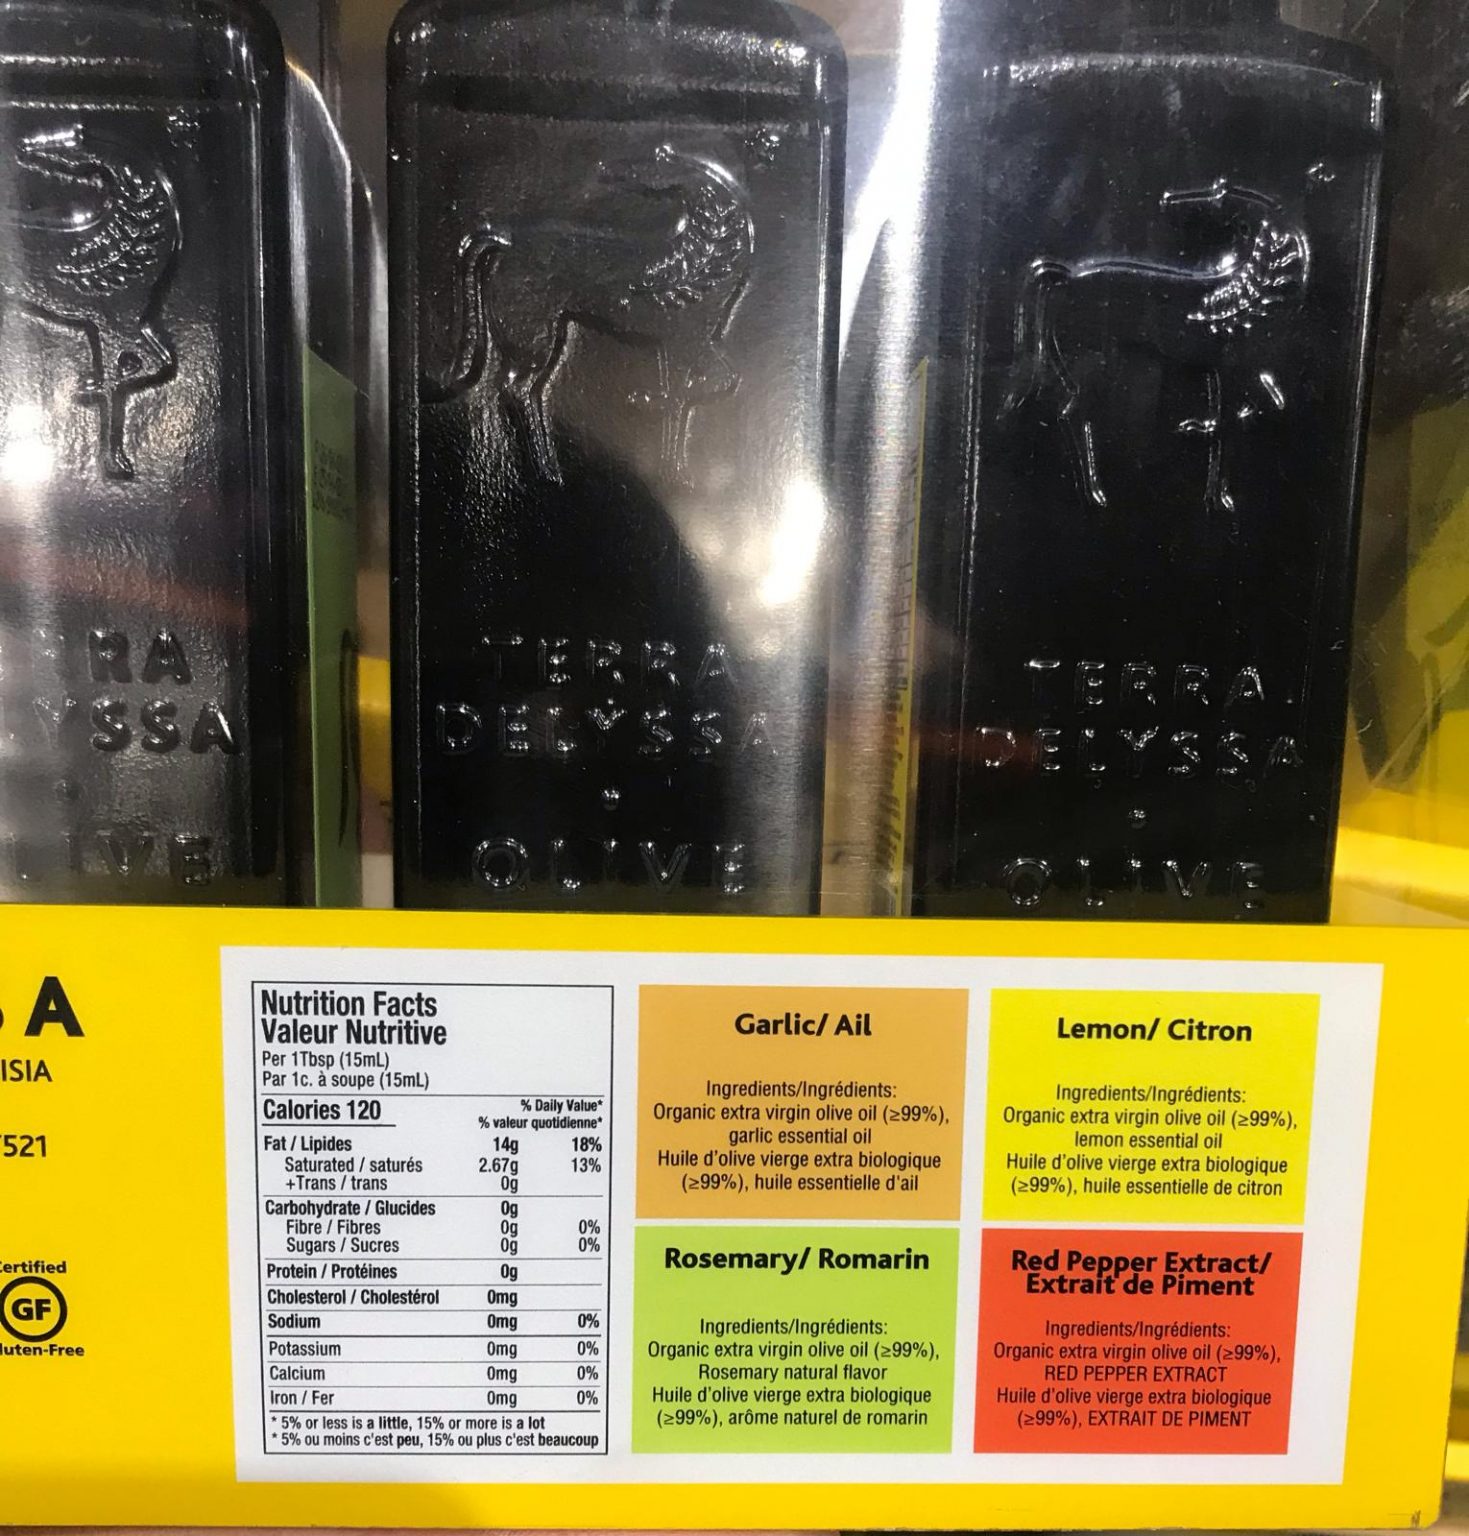 RA
YSSA
IVE
TERRA
DELYSSA
OLIVE
TERRA
DELYSSA
OLIVE
A
ISIA
521
Certified
GF
luten-Free
Nutrition Facts
Valeur Nutritive
Per 1Tbsp (15mL)
Par 1c. à soupe (15mL)
Calories 120
% Daily Value*
% valeur quotidienne*
Fat / Lipides 14g 18%
Saturated / saturés 2.67g 13%
+Trans / trans 0g
Carbohydrate / Glucides 0g
Fibre / Fibres 0g 0%
Sugars / Sucres 0g 0%
Protein / Protéines 0g
Cholesterol / Cholestérol 0mg
Sodium 0mg 0%
Potassium 0mg 0%
Calcium 0mg 0%
Iron / Fer 0mg 0%
* 5% or less is a little, 15% or more is a lot
* 5% ou moins c'est peu, 15% ou plus c'est beaucoup
Garlic/ Ail
Ingredients/Ingrédients:
Organic extra virgin olive oil (≥99%),
garlic essential oil
Huile d'olive vierge extra biologique
(≥99%), huile essentielle d'ail
Lemon/ Citron
Ingredients/Ingrédients:
Organic extra virgin olive oil (≥99%),
lemon essential oil
Huile d'olive vierge extra biologique
(≥99%), huile essentielle de citron
Rosemary/ Romarin
Ingredients/Ingrédients:
Organic extra virgin olive oil (≥99%),
Rosemary natural flavor
Huile d'olive vierge extra biologique
(≥99%), arôme naturel de romarin
Red Pepper Extract/
Extrait de Piment
Ingredients/Ingrédients:
Organic extra virgin olive oil (≥99%),
RED PEPPER EXTRACT
Huile d'olive vierge extra biologique
(≥99%), EXTRAIT DE PIMENT